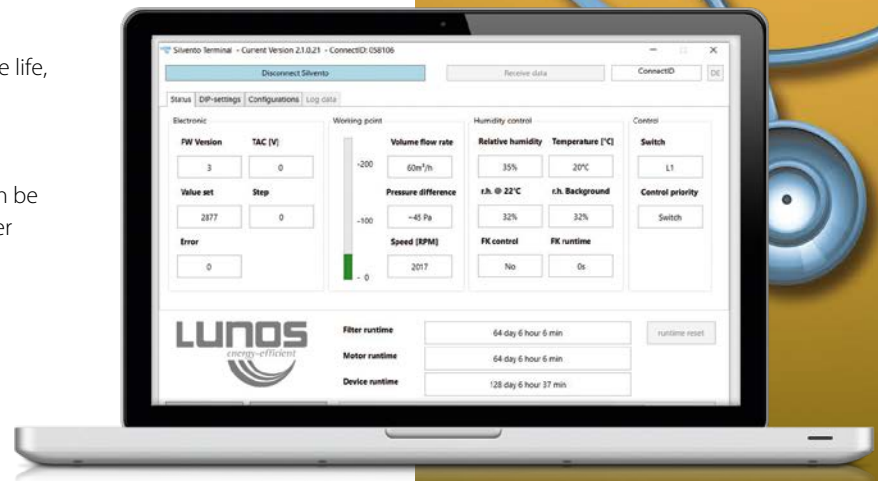 e life,
n be
er
Silvento Terminal - Current Version 2.1.0.21 - ConnectID: 058106
Disconnect Silvento
Receive data
ConnectID
DE
Status DIP-settings Configurations Log data
Electronic
Working point
Humidity control
Control
FW Version TAC [V]
Volume flow rate
Relative humidity Temperature [°C]
Switch
3 0
-200
60m³/h
35% 20°C
L1
Value set Step
Pressure difference
r.h. @ 22°C r.h. Background
Control priority
2877 0
-100
~45 Pa
32% 32%
Switch
Error
Speed [RPM]
FK control FK runtime
0
- 0
2017
No 0s
LUNOS
energy-efficient
Filter runtime 64 day 6 hour 6 min runtime reset
Motor runtime 64 day 6 hour 6 min
Device runtime 128 day 6 hour 37 min